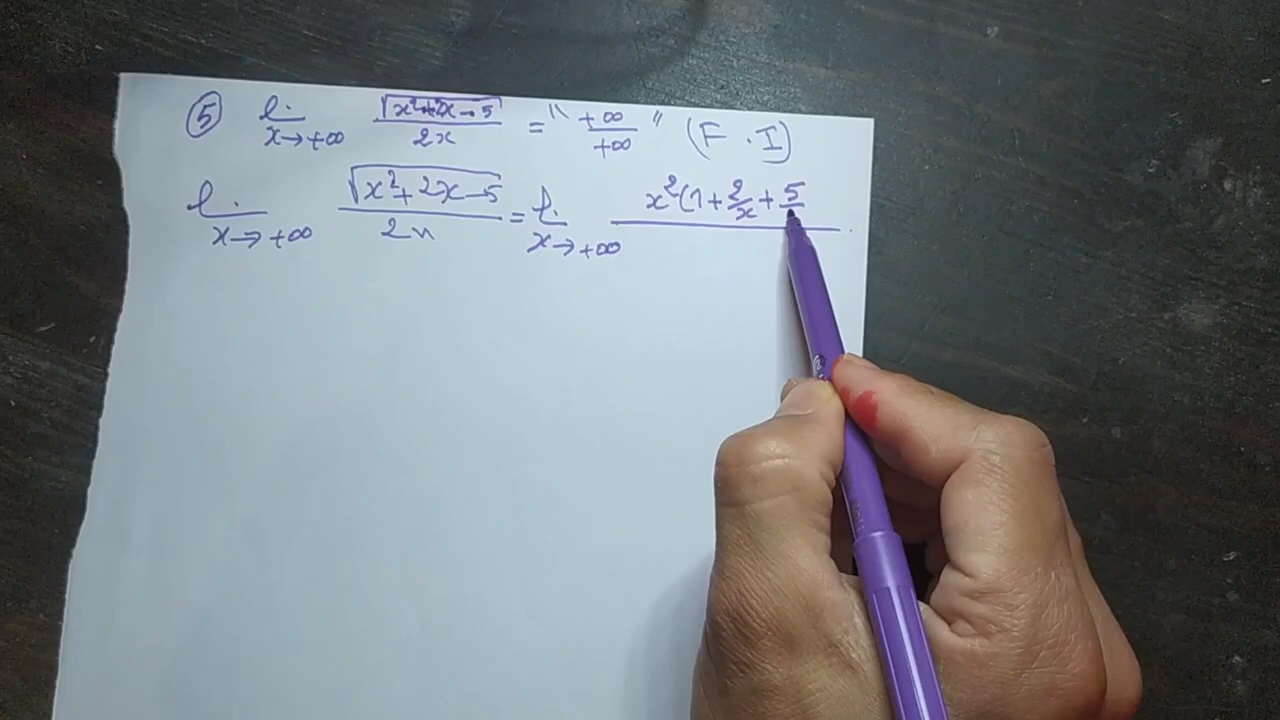 ⑤ l. x→+∞ √x²+2x-5 / 2x = "+∞ / +∞" (F.I)
l. x→+∞ √x²+2x-5 / 2x = l. x→+∞ x²(1+2/x+5